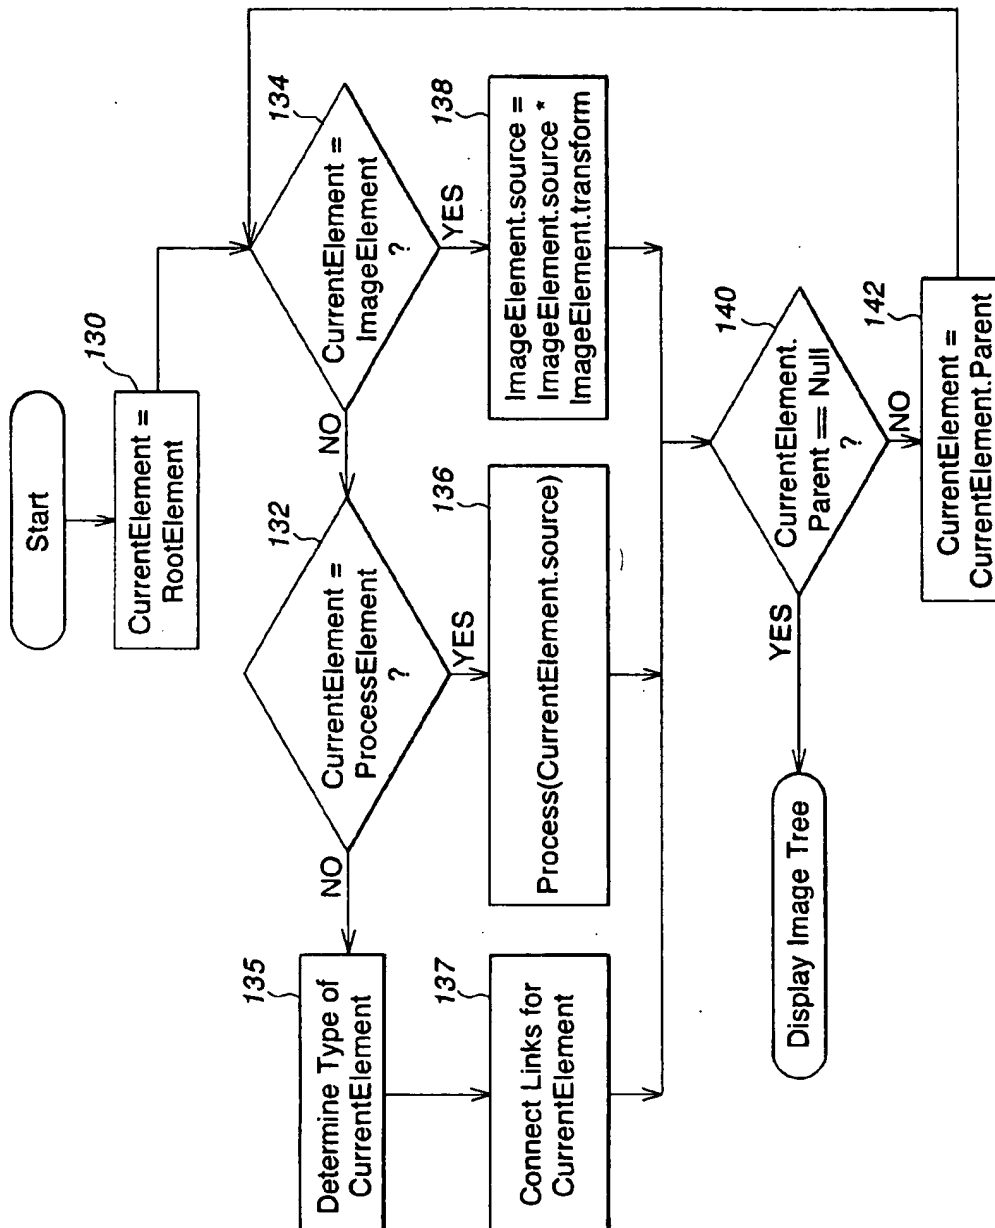 Start
130
CurrentElement =
RootElement
134
CurrentElement =
ImageElement
?
NO
YES
132
CurrentElement =
ProcessElement
?
NO
YES
135
Determine Type of
CurrentElement
138
ImageElement.source =
ImageElement.source *
ImageElement.transform
136
Process(CurrentElement.source)
137
Connect Links for
CurrentElement
140
CurrentElement.
Parent == Null
?
YES
NO
142
CurrentElement =
CurrentElement.Parent
Display Image Tree